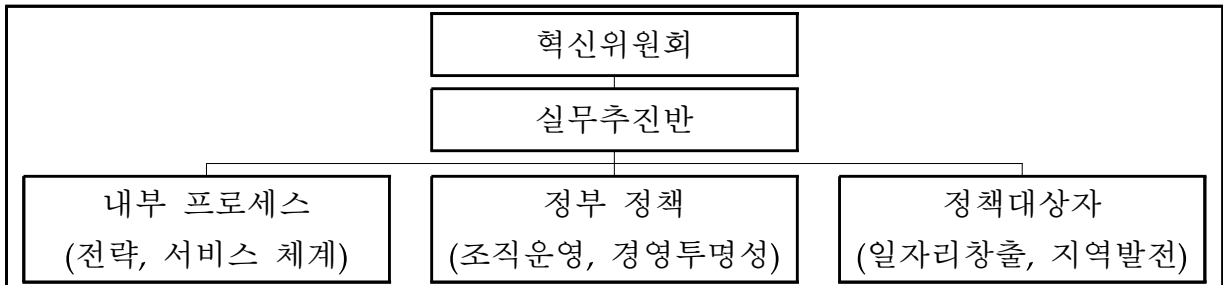 혁신위원회
실무추진반
내부 프로세스
(전략, 서비스 체계)
정부 정책
(조직운영, 경영투명성)
정책대상자
(일자리창출, 지역발전)